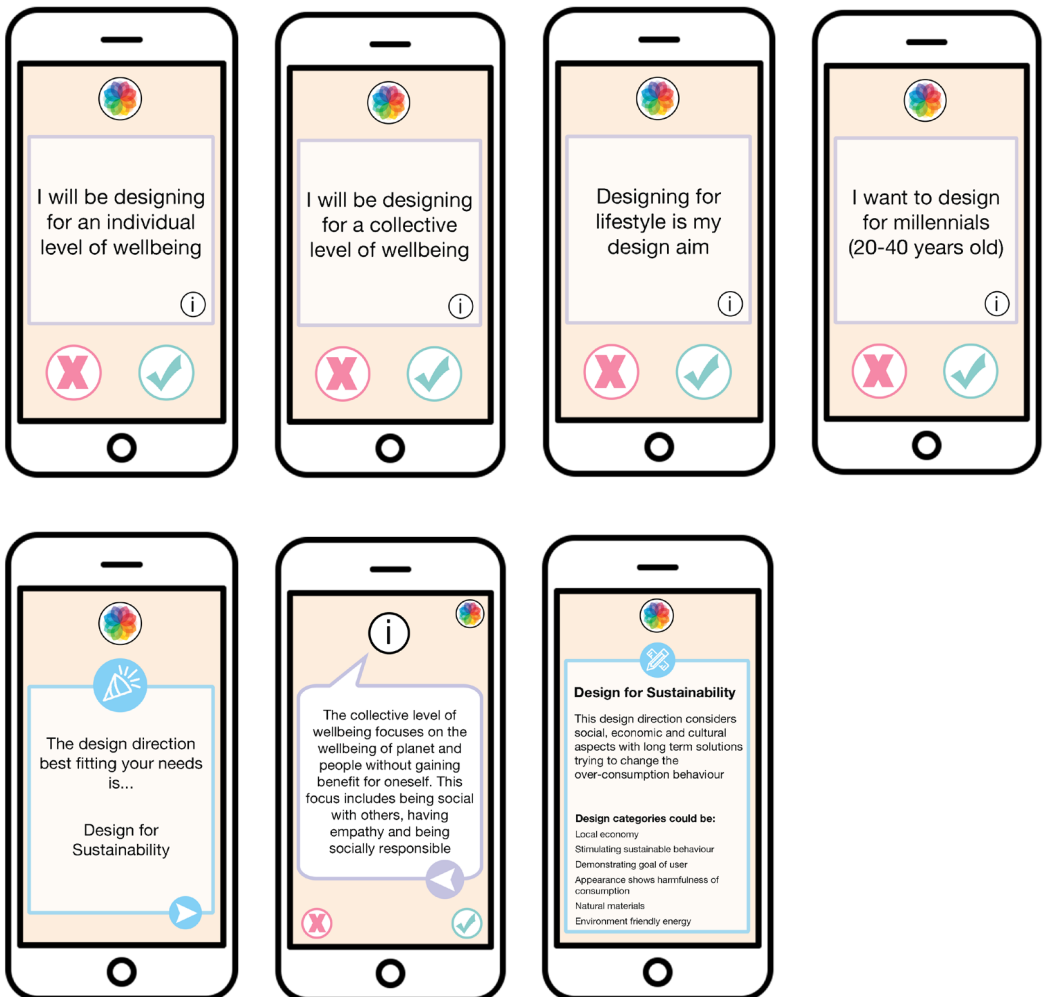 I will be designing
for an individual
level of wellbeing
i
I will be designing
for a collective
level of wellbeing
i
Designing for
lifestyle is my
design aim
i
I want to design
for millennials
(20-40 years old)
i
The design direction
best fitting your needs
is...
Design for
Sustainability
i
The collective level of
wellbeing focuses on the
wellbeing of planet and
people without gaining
benefit for oneself. This
focus includes being social
with others, having
empathy and being
socially responsible
Design for Sustainability
This design direction considers
social, economic and cultural
aspects with long term solutions
trying to change the
over-consumption behaviour
Design categories could be:
Local economy
Stimulating sustainable behaviour
Demonstrating goal of user
Appearance shows harmfulness of
consumption
Natural materials
Environment friendly energy